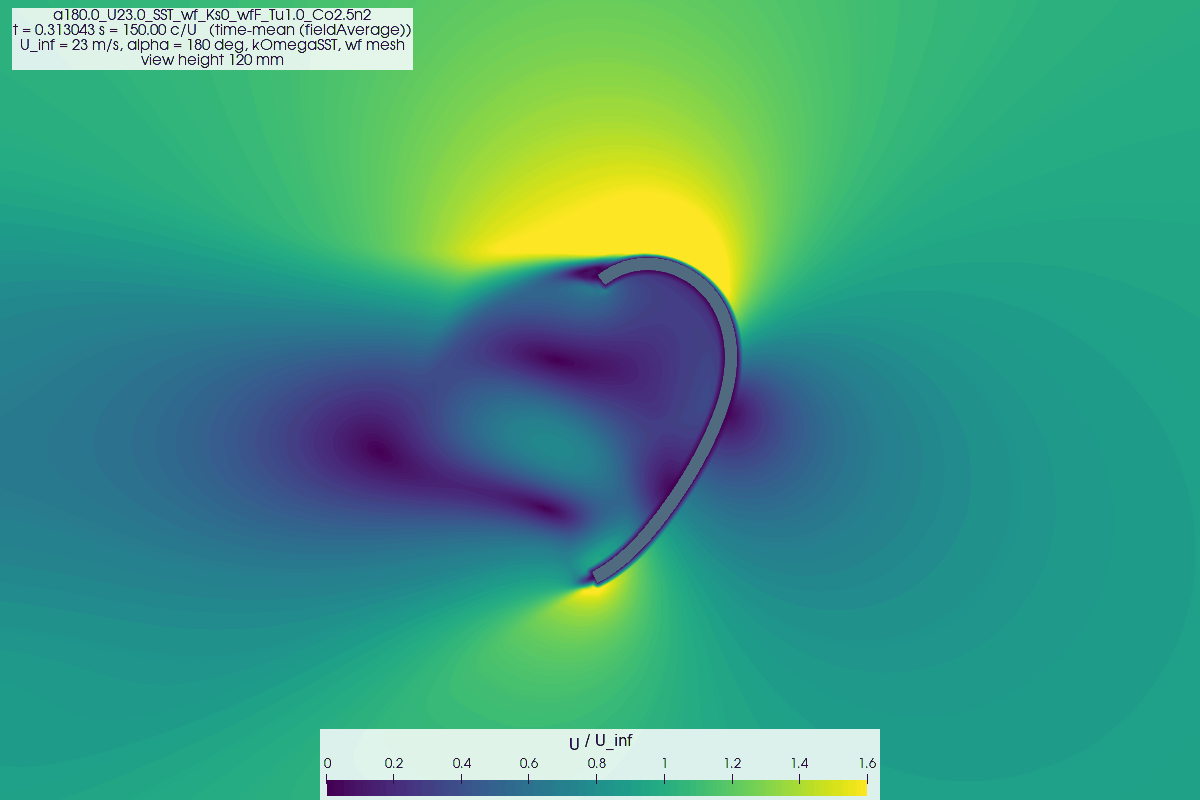 a180.0_U23.0_SST_wf_Ks0_wfF_Tu1.0_Co2.5n2
t = 0.313043 s = 150.00 c/U (time-mean (fieldAverage))
U_inf = 23 m/s, alpha = 180 deg, kOmegaSST, wf mesh
view height 120 mm
U / U_inf
0 0.2 0.4 0.6 0.8 1 1.2 1.4 1.6